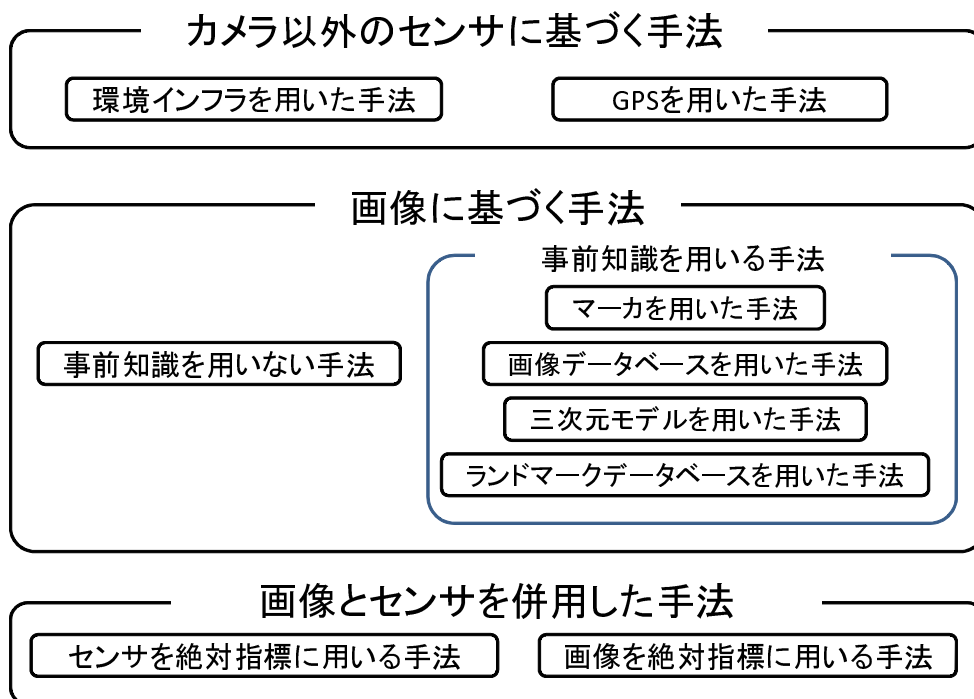 カメラ以外のセンサに基づく手法
環境インフラを用いた手法
GPSを用いた手法
画像に基づく手法
事前知識を用いる手法
マーカを用いた手法
事前知識を用いない手法
画像データベースを用いた手法
三次元モデルを用いた手法
ランドマークデータベースを用いた手法
画像とセンサを併用した手法
センサを絶対指標に用いる手法
画像を絶対指標に用いる手法